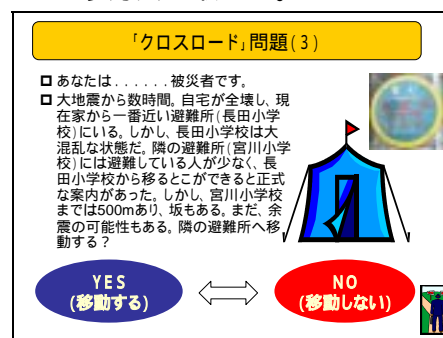 「クロスロード」問題(3)
あなたは......被災者です。
大地震から数時間。自宅が全壊し、現
在家から一番近い避難所(長田小学
校)にいる。しかし、長田小学校は大
混乱な状態だ。隣の避難所(宮川小学
校)には避難している人が少なく、長
田小学校から移るとこができると正式
な案内があった。しかし、宮川小学校
までは500mあり、坂もある。まだ、余
震の可能性もある。隣の避難所へ移
動する?
YES
(移動する)
NO
(移動しない)